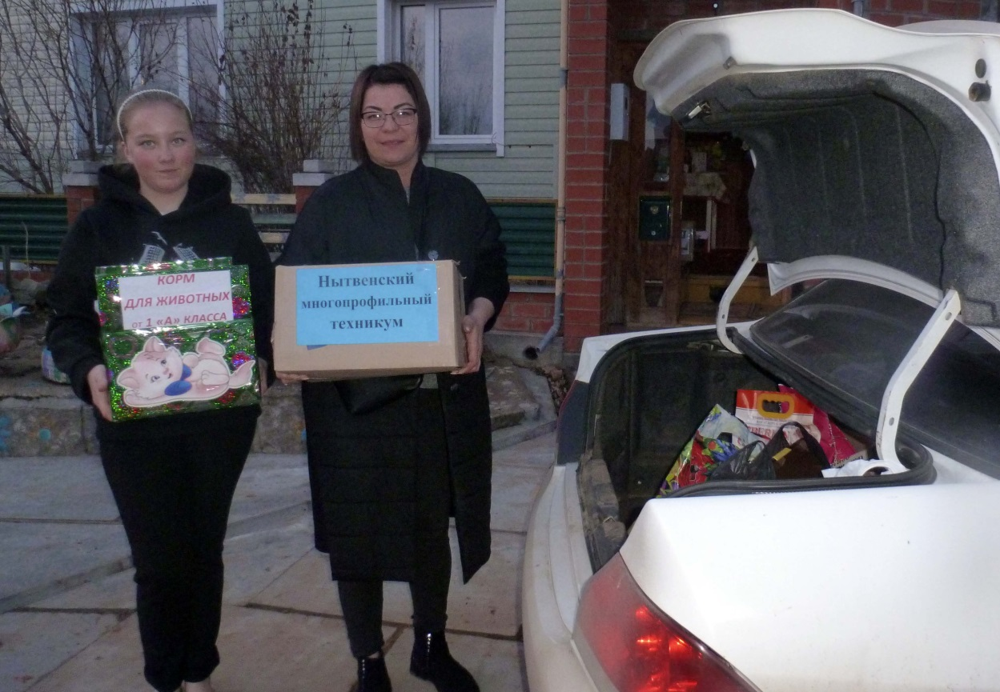 КОРМ
ДЛЯ ЖИВОТНЫХ
от 1 «А» КЛАССА
Нытвенский
многопрофильный
техникум